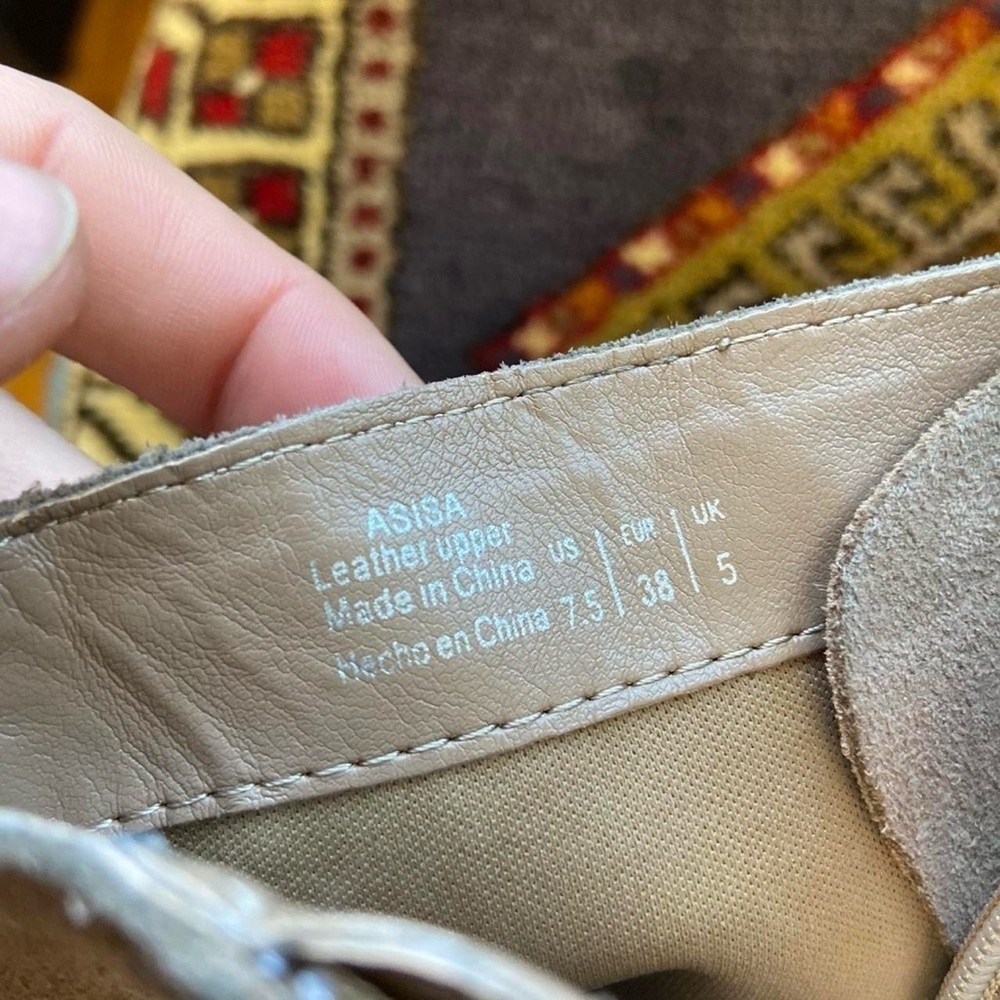 ASISA
Leather upper
Made in China
Hecho en China
US | EUR | UK
7.5 | 38 | 5